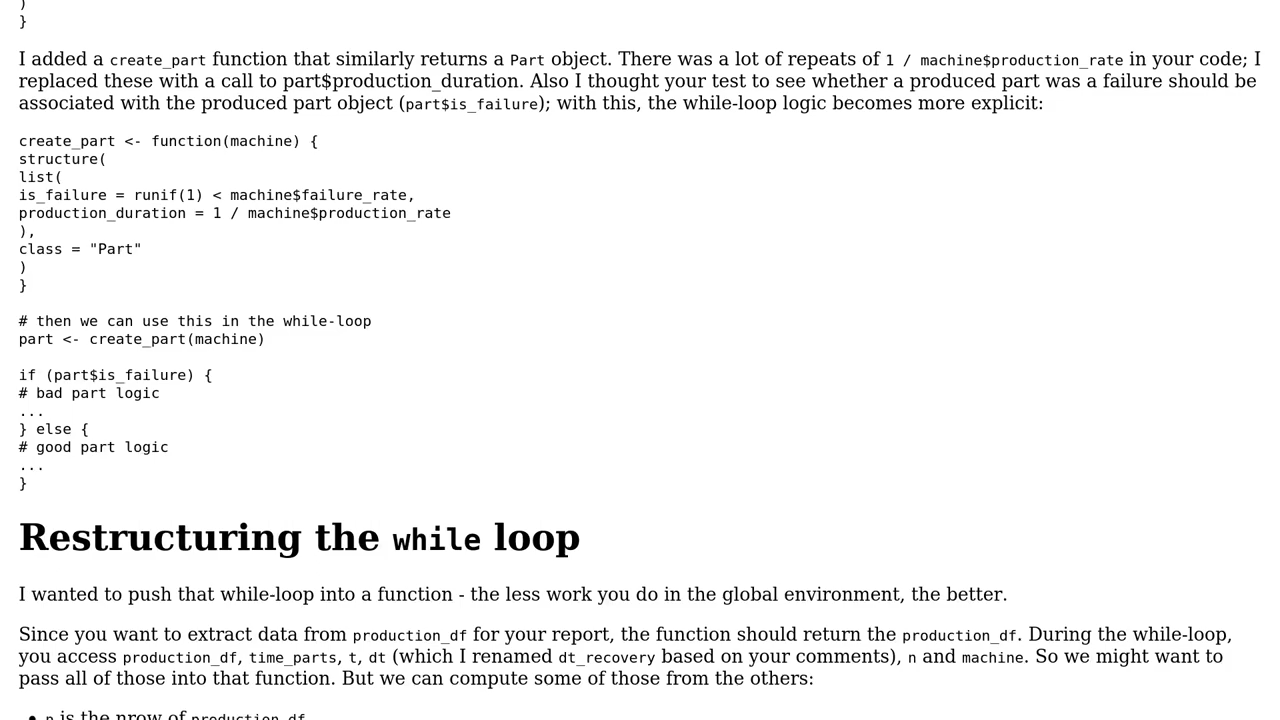 )
}
I added a create_part function that similarly returns a Part object. There was a lot of repeats of 1 / machine$production_rate in your code; I
replaced these with a call to part$production_duration. Also I thought your test to see whether a produced part was a failure should be
associated with the produced part object (part$is_failure); with this, the while-loop logic becomes more explicit:
create_part <- function(machine) {
structure(
list(
is_failure = runif(1) < machine$failure_rate,
production_duration = 1 / machine$production_rate
),
class = "Part"
)
}
# then we can use this in the while-loop
part <- create_part(machine)
if (part$is_failure) {
# bad part logic
...
} else {
# good part logic
...
}
Restructuring the while loop
I wanted to push that while-loop into a function - the less work you do in the global environment, the better.
Since you want to extract data from production_df for your report, the function should return the production_df. During the while-loop,
you access production_df, time_parts, t, dt (which I renamed dt_recovery based on your comments), n and machine. So we might want to
pass all of those into that function. But we can compute some of those from the others:
• n is the nrow of production_df